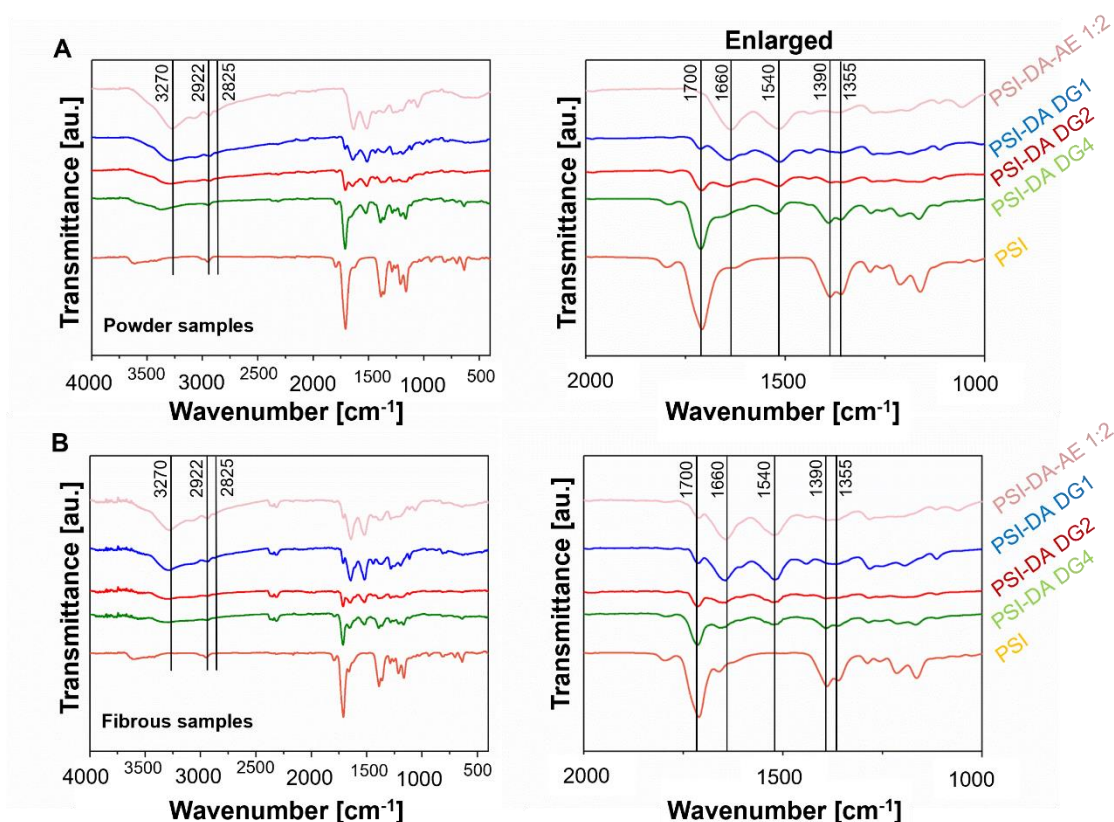 A
Enlarged
3270
2922
2825
1700
1660
1540
1390
1355
Transmittance [au.]
Transmittance [au.]
Powder samples
4000 3500 3000 2500 2000 1500 1000 500
2000 1500 1000
Wavenumber [cm⁻¹]
Wavenumber [cm⁻¹]
PSI-DA-AE 1:2
PSI-DA DG1
PSI-DA DG2
PSI-DA DG4
PSI
B
3270
2922
2825
1700
1660
1540
1390
1355
Transmittance [au.]
Transmittance [au.]
Fibrous samples
4000 3500 3000 2500 2000 1500 1000 500
2000 1500 1000
Wavenumber [cm⁻¹]
Wavenumber [cm⁻¹]
PSI-DA-AE 1:2
PSI-DA DG1
PSI-DA DG2
PSI-DA DG4
PSI